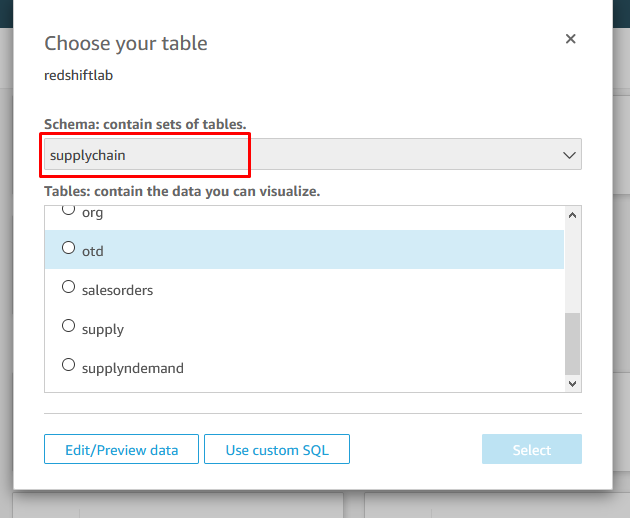 Choose your table
redshiftlab
Schema: contain sets of tables.
supplychain
Tables: contain the data you can visualize.
org
otd
salesorders
supply
supplyndemand
Edit/Preview data
Use custom SQL
Select